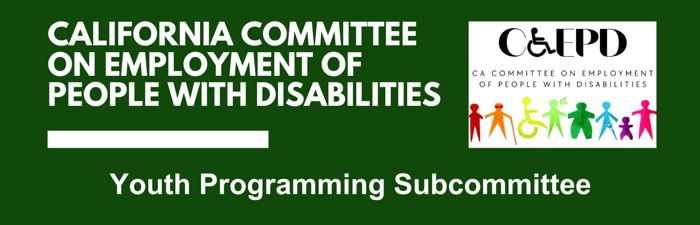 CALIFORNIA COMMITTEE
ON EMPLOYMENT OF
PEOPLE WITH DISABILITIES
C EPD
CA COMMITTEE ON EMPLOYMENT
OF PEOPLE WITH DISABILITIES
Youth Programming Subcommittee